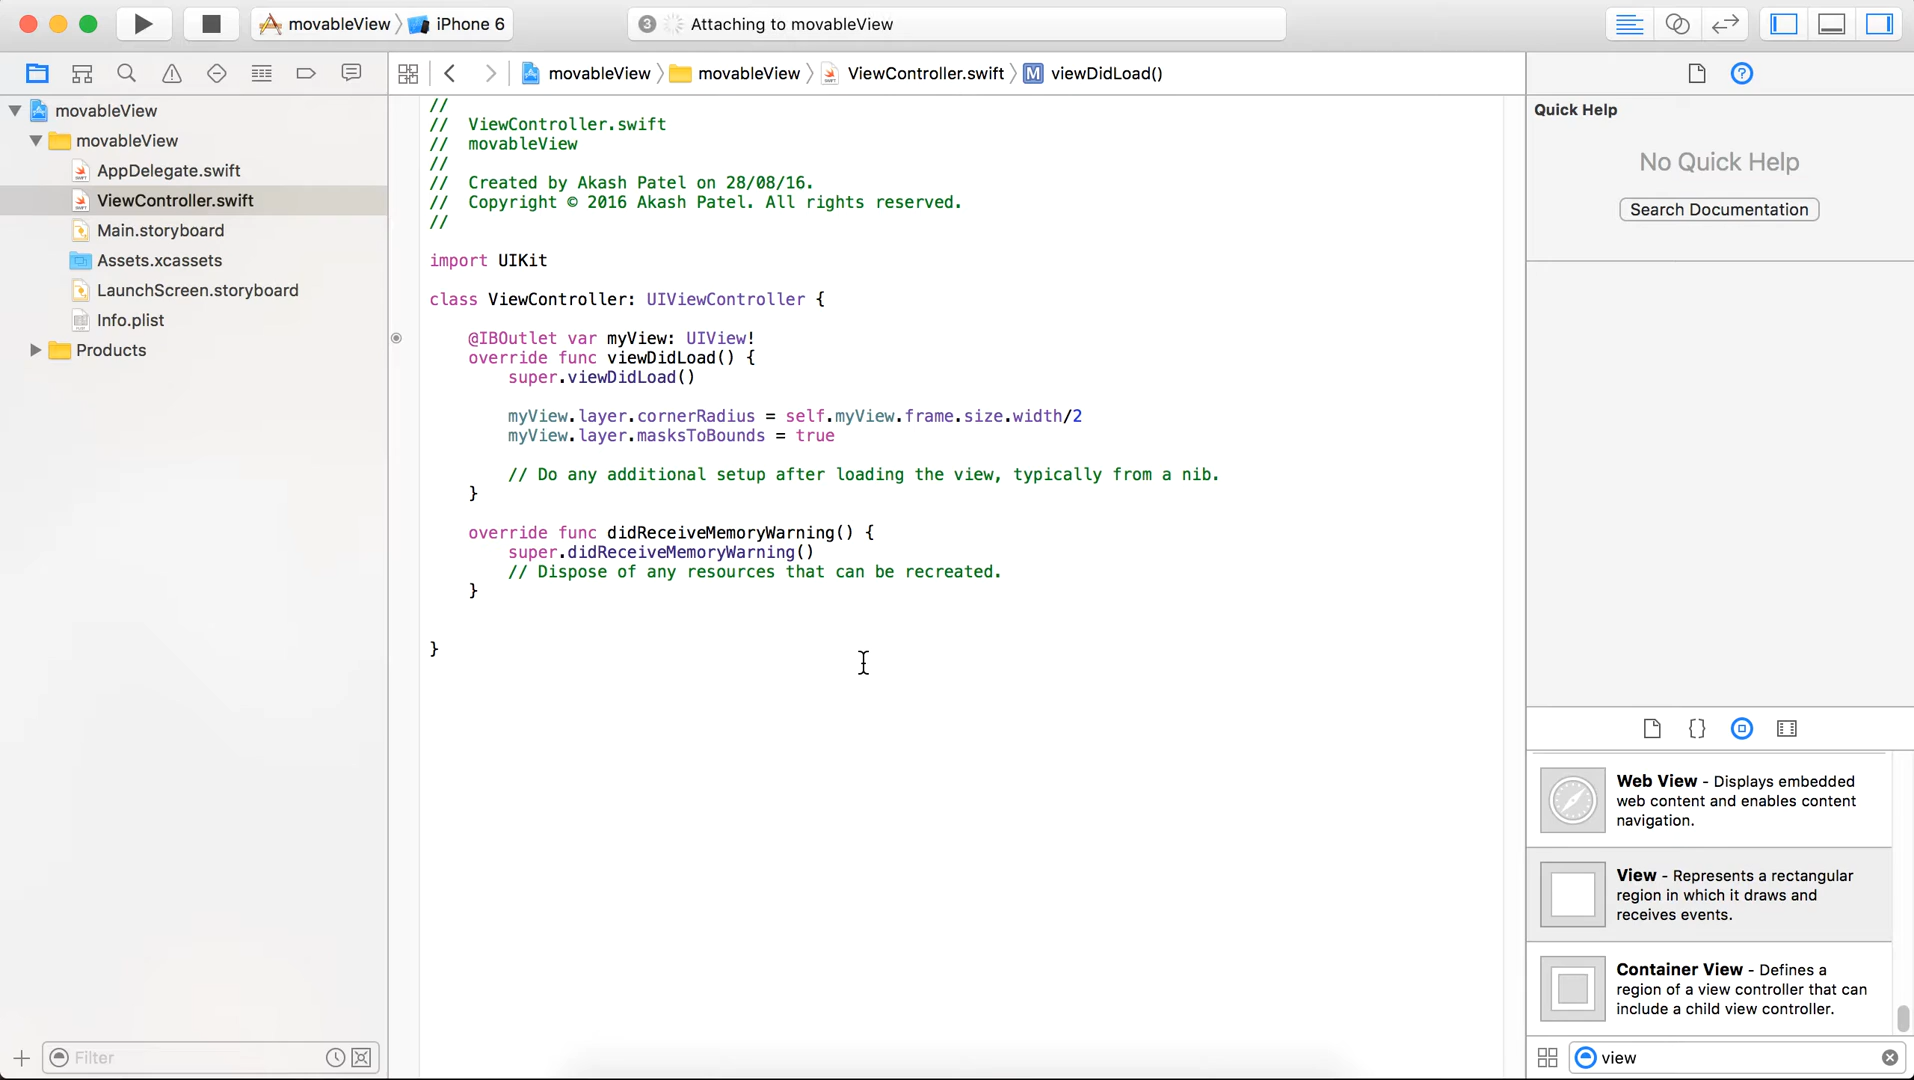 movableView
iPhone 6
3
Attaching to movableView
movableView
movableView
ViewController.swift
M
viewDidLoad()
movableView
movableView
AppDelegate.swift
ViewController.swift
Main.storyboard
Assets.xcassets
LaunchScreen.storyboard
Info.plist
Products
//
//  ViewController.swift
//  movableView
//
//  Created by Akash Patel on 28/08/16.
//  Copyright © 2016 Akash Patel. All rights reserved.
//
import UIKit
class ViewController: UIViewController {
@IBOutlet var myView: UIView!
override func viewDidLoad() {
super.viewDidLoad()
myView.layer.cornerRadius = self.myView.frame.size.width/2
myView.layer.masksToBounds = true
// Do any additional setup after loading the view, typically from a nib.
}
override func didReceiveMemoryWarning() {
super.didReceiveMemoryWarning()
// Dispose of any resources that can be recreated.
}
}
Quick Help
No Quick Help
Search Documentation
Web View - Displays embedded
web content and enables content
navigation.
View - Represents a rectangular
region in which it draws and
receives events.
Container View - Defines a
region of a view controller that can
include a child view controller.
Filter
view